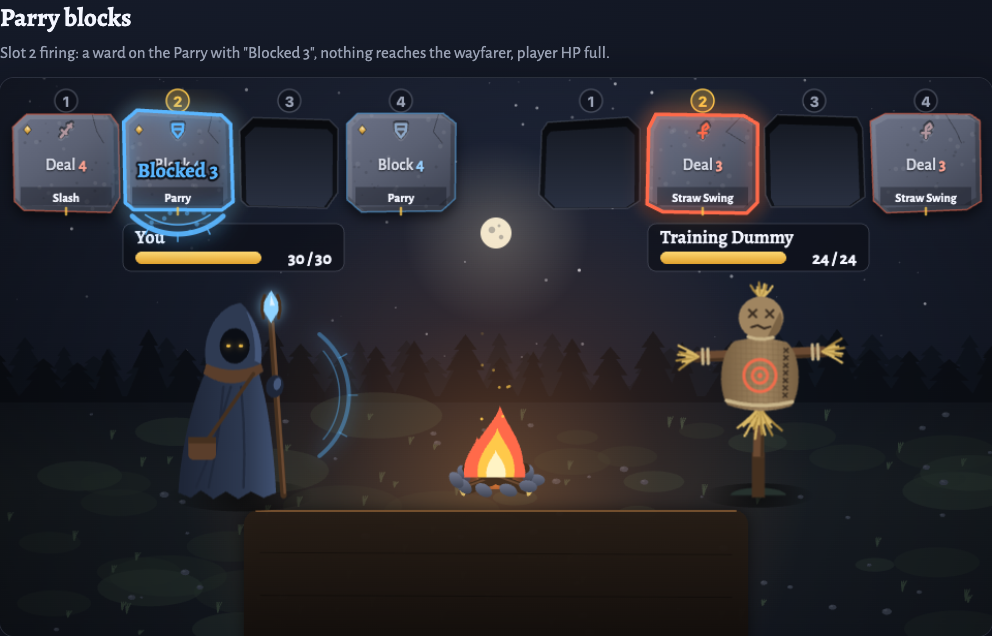 Parry blocks
Slot 2 firing: a ward on the Parry with "Blocked 3", nothing reaches the wayfarer, player HP full.
1 2 3 4 1 2 3 4
Deal 4
Blocked 3
Block 4
Deal 3
Deal 3
Slash
Parry
Parry
Straw Swing
Straw Swing
You
30/30
Training Dummy
24/24